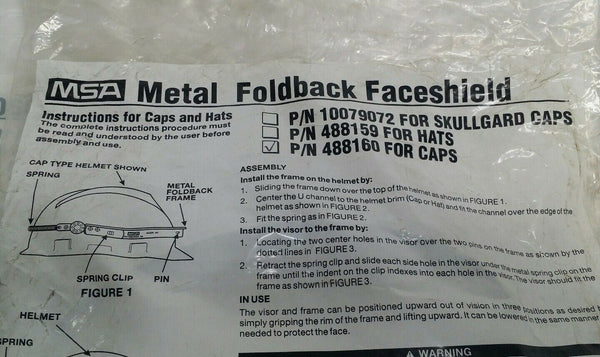 MSA Metal Foldback Faceshield
Instructions for Caps and Hats
The complete instructions procedure must
be read and understood by the user before
assembly and use.
P/N 10079072 FOR SKULLGARD CAPS
P/N 488159 FOR HATS
P/N 488160 FOR CAPS
CAP TYPE HELMET SHOWN
SPRING
METAL
FOLDBACK
FRAME
SPRING CLIP
PIN
FIGURE 1
HELMET
SPRING
ASSEMBLY
Install the frame on the helmet by:
1. Sliding the frame down over the top of the helmet as shown in FIGURE 1.
2. Center the U channel to the helmet brim (Cap or Hat) and fit the channel over the edge of the
helmet as shown in FIGURE 2.
3. Fit the spring as in FIGURE 2.
Install the visor to the frame by:
1. Locating the two center holes in the visor over the two pins on the frame as shown by the
dotted lines in FIGURE 3.
2. Retract the spring clip and slide each side hole in the visor under the metal spring clip on the
frame until the indent on the clip indexes into each hole in the visor. The visor should fit the
frame as shown in FIGURE 3.
IN USE
The visor and frame can be positioned upward out of vision in three positions as desired b
simply gripping the rim of frame and lifting upward. It can be lowered in the same manner
needed to protect the face.
WARNING